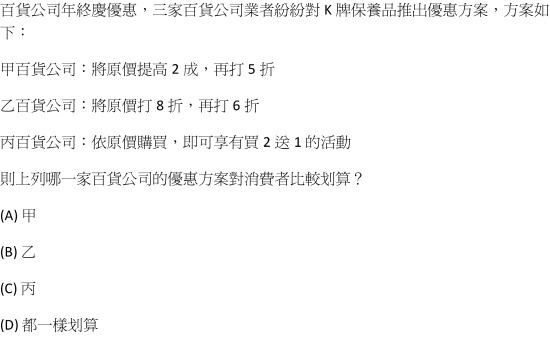 百貨公司年終慶優惠，三家百貨公司業者紛紛對 K 牌保養品推出優惠方案，方案如
下：
甲百貨公司：將原價提高 2 成，再打 5 折
乙百貨公司：將原價打 8 折，再打 6 折
丙百貨公司：依原價購買，即可享有買 2 送 1 的活動
則上列哪一家百貨公司的優惠方案對消費者比較划算？
(A) 甲
(B) 乙
(C) 丙
(D) 都一樣划算